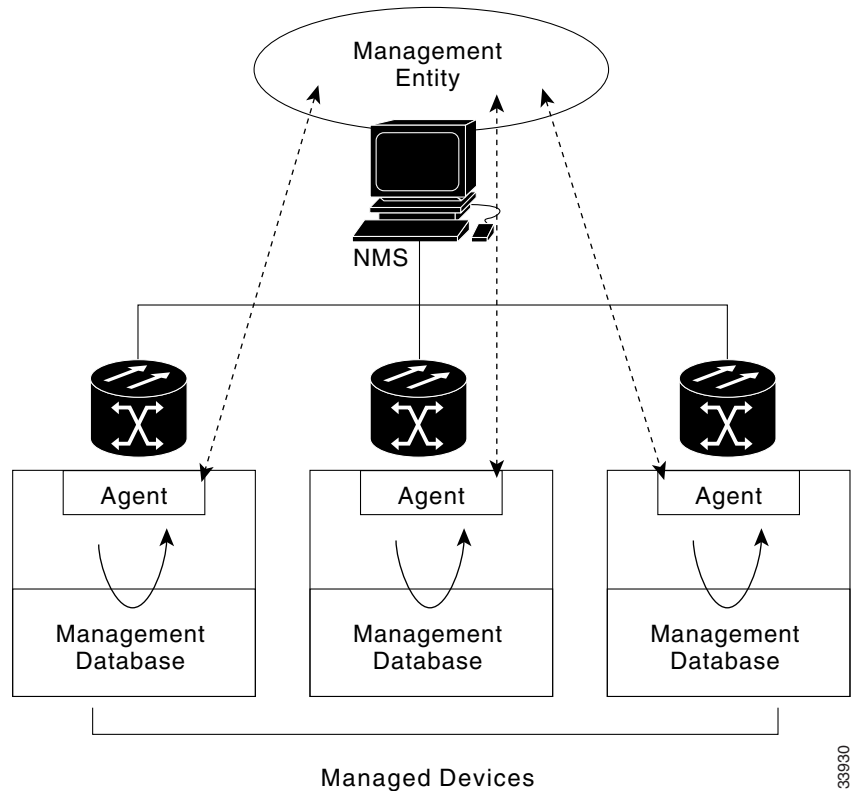 Management
Entity
NMS
Agent
Agent
Agent
Management
Database
Management
Database
Management
Database
Managed Devices
33930